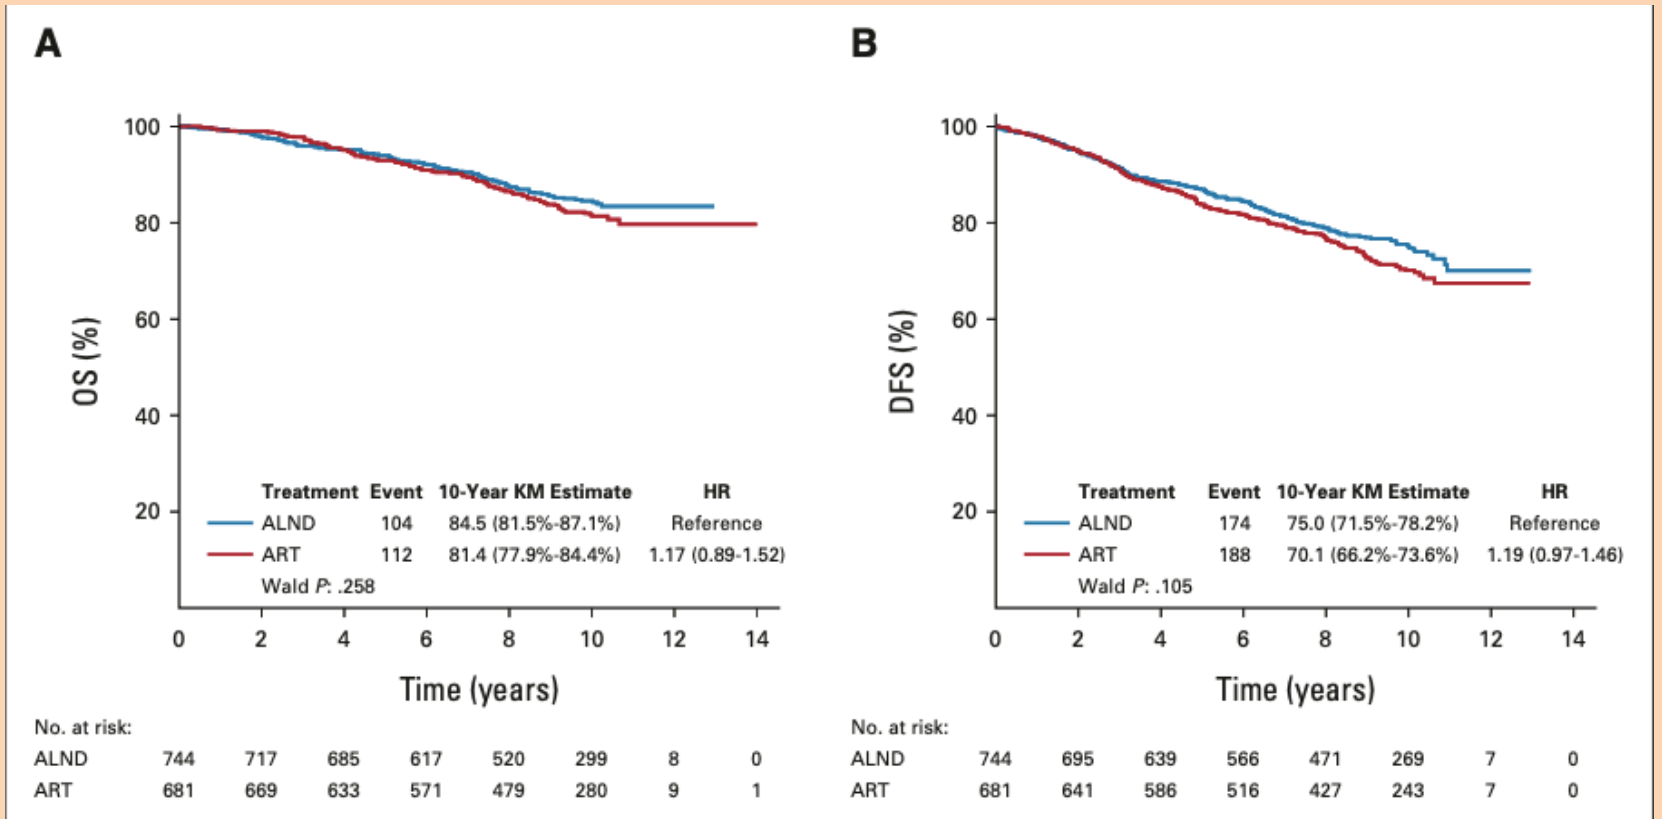 A
OS (%)
100
80
60
40
20
Treatment Event 10-Year KM Estimate HR
ALND 104 84.5 (81.5%-87.1%) Reference
ART 112 81.4 (77.9%-84.4%) 1.17 (0.89-1.52)
Wald P: .258
0 2 4 6 8 10 12 14
Time (years)
No. at risk:
ALND 744 717 685 617 520 299 8 0
ART 681 669 633 571 479 280 9 1
B
DFS (%)
100
80
60
40
20
Treatment Event 10-Year KM Estimate HR
ALND 174 75.0 (71.5%-78.2%) Reference
ART 188 70.1 (66.2%-73.6%) 1.19 (0.97-1.46)
Wald P: .105
0 2 4 6 8 10 12 14
Time (years)
No. at risk:
ALND 744 695 639 566 471 269 7 0
ART 681 641 586 516 427 243 7 0